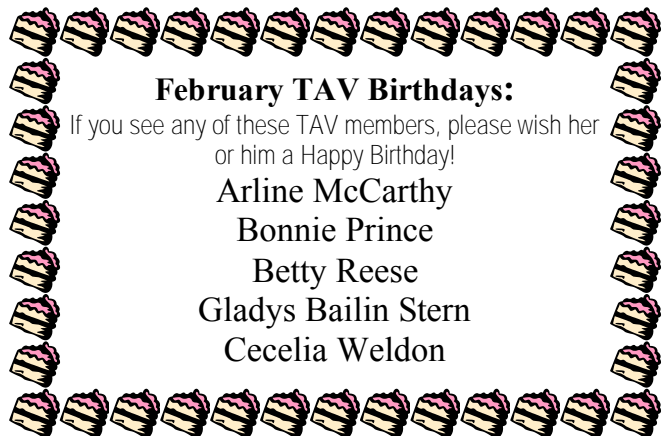 February TAV Birthdays:
If you see any of these TAV members, please wish her
or him a Happy Birthday!
Arline McCarthy
Bonnie Prince
Betty Reese
Gladys Bailin Stern
Cecelia Weldon